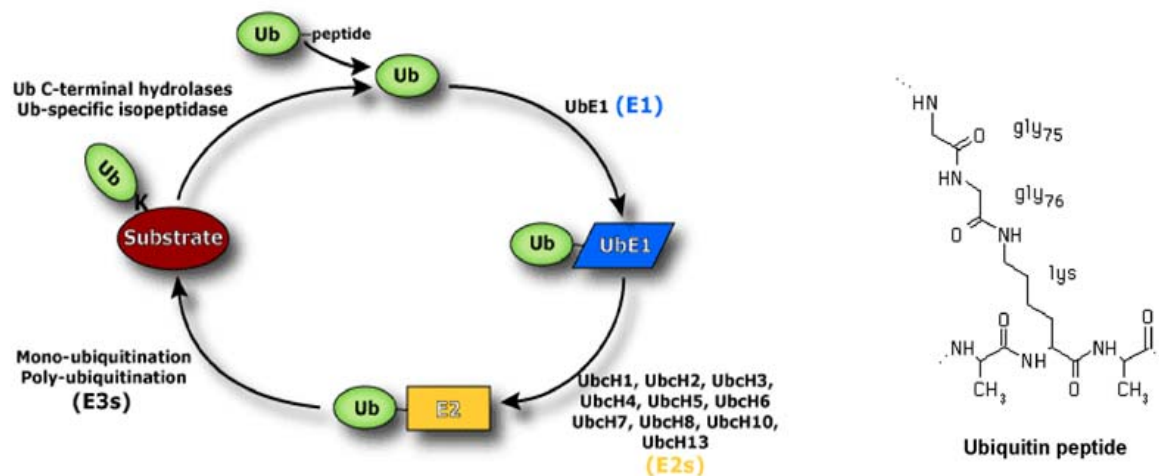 Ub
peptide
Ub
Ub C-terminal hydrolases
Ub-specific isopeptidase
UbE1 (E1)
Ub
K
Substrate
Ub
UbE1
Mono-ubiquitination
Poly-ubiquitination
(E3s)
Ub
E2
UbcH1, UbcH2, UbcH3,
UbcH4, UbcH5, UbcH6
UbcH7, UbcH8, UbcH10,
UbcH13
(E2s)
HN
O
gly75
HN
gly76
O
NH
lys
O
O
NH
HN
NH
CH3
O
CH3
Ubiquitin peptide